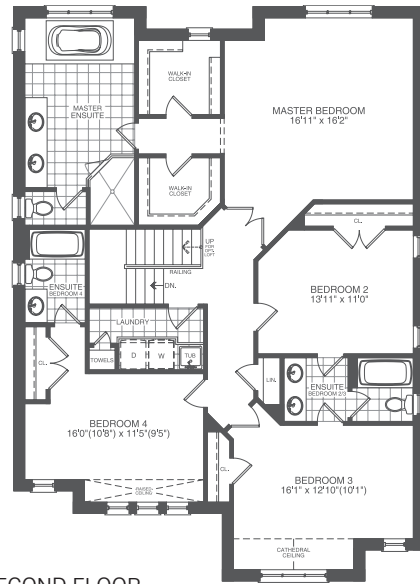 WALK-IN
CLOSET
MASTER
ENSUITE
MASTER BEDROOM
16'11" x 16'2"
WALK-IN
CLOSET
CL.
UP
FOR
OPT.
LOFT
RAILING
DN.
ENSUITE
BEDROOM 4
BEDROOM 2
13'11" x 11'0"
LAUNDRY
TOWELS
D
W
TUB
CL.
LIN.
ENSUITE
BEDROOM 2/3
BEDROOM 4
16'0"(10'8") x 11'5"(9'5")
CL.
BEDROOM 3
16'1" x 12'10"(10'1")
RAISED
CEILING
CATHEDRAL
CEILING
ECOND FLOOR